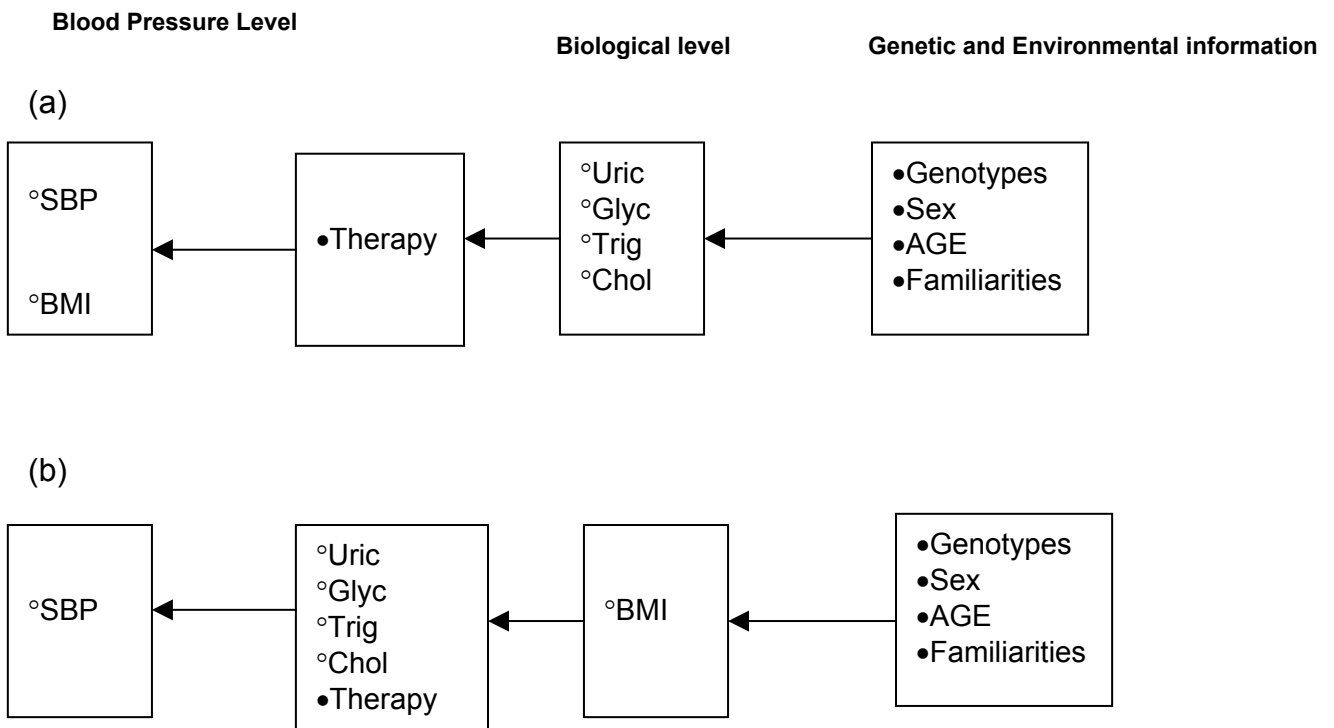 Blood Pressure Level
Biological level
Genetic and Environmental information
(a)
°SBP
°BMI
•Therapy
°Uric
°Glyc
°Trig
°Chol
•Genotypes
•Sex
•AGE
•Familiarities
(b)
°SBP
°Uric
°Glyc
°Trig
°Chol
•Therapy
°BMI
•Genotypes
•Sex
•AGE
•Familiarities